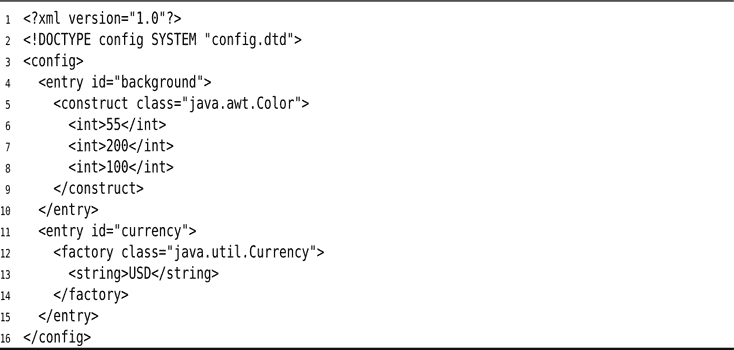 1 <?xml version="1.0"?>
2 <!DOCTYPE config SYSTEM "config.dtd">
3 <config>
4   <entry id="background">
5     <construct class="java.awt.Color">
6       <int>55</int>
7       <int>200</int>
8       <int>100</int>
9     </construct>
10   </entry>
11   <entry id="currency">
12     <factory class="java.util.Currency">
13       <string>USD</string>
14     </factory>
15   </entry>
16 </config>